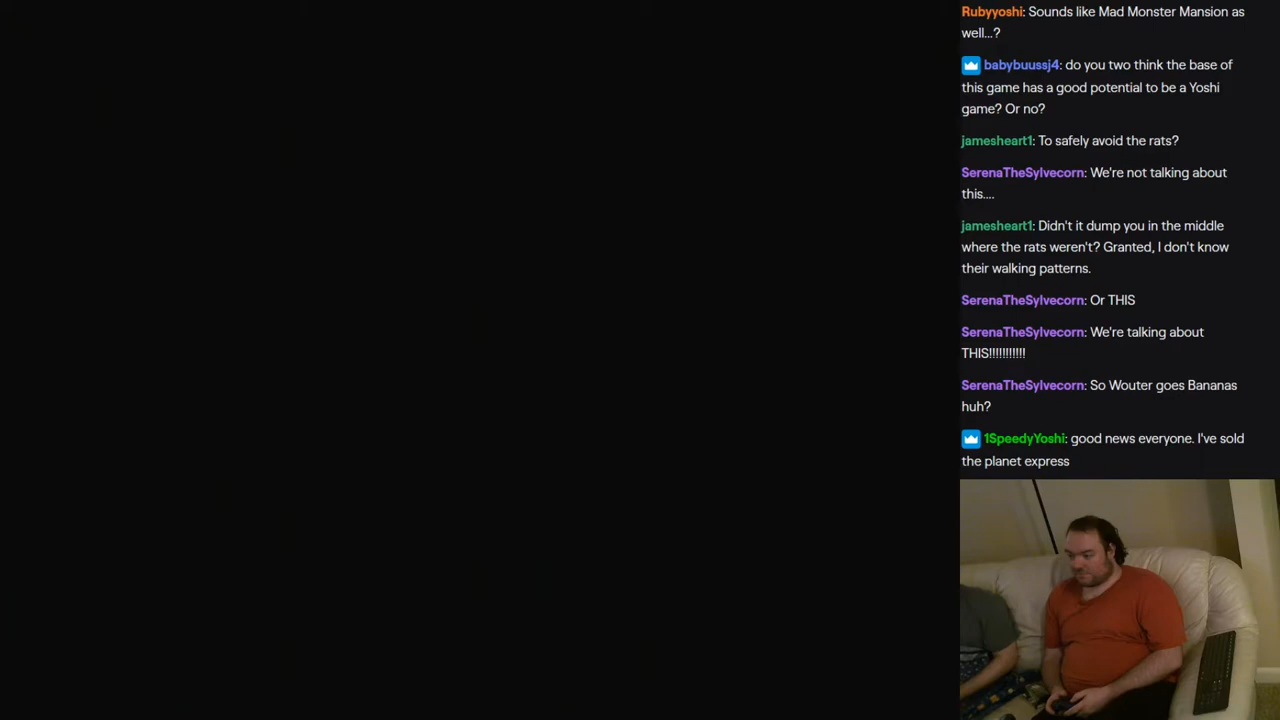 Rubyyoshi: Sounds like Mad Monster Mansion as
well...?
babybuussj4: do you two think the base of
this game has a good potential to be a Yoshi
game? Or no?
jamesheart1: To safely avoid the rats?
SerenaTheSylvecorn: We're not talking about
this....
jamesheart1: Didn't it dump you in the middle
where the rats weren't? Granted, I don't know
their walking patterns.
SerenaTheSylvecorn: Or THIS
SerenaTheSylvecorn: We're talking about
THIS!!!!!!!!!!!
SerenaTheSylvecorn: So Wouter goes Bananas
huh?
1SpeedyYoshi: good news everyone. I've sold
the planet express